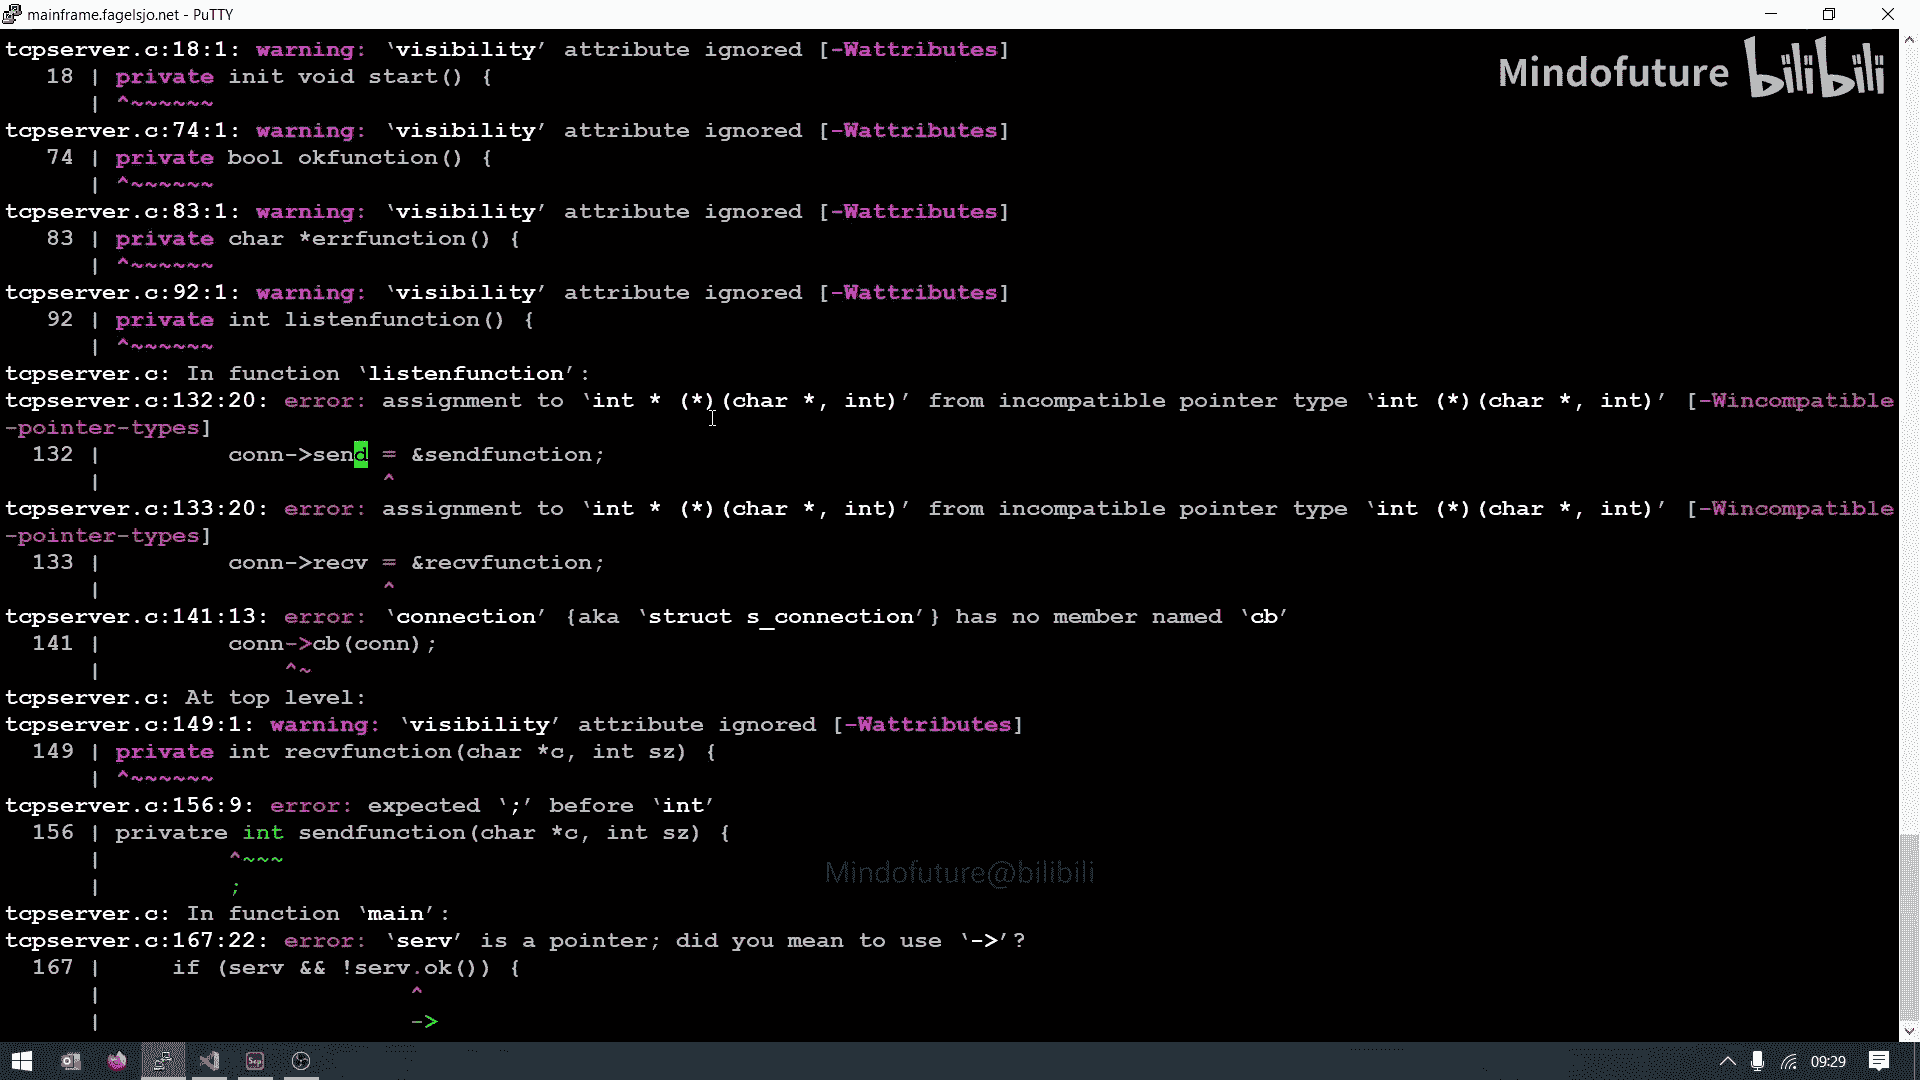 mainframe.fagelsjo.net - PuTTY
tcpserver.c:18:1: warning: ‘visibility’ attribute ignored [-Wattributes]
   18 | private init void start() {
      | ^~~~~~~
tcpserver.c:74:1: warning: ‘visibility’ attribute ignored [-Wattributes]
   74 | private bool okfunction() {
      | ^~~~~~~
tcpserver.c:83:1: warning: ‘visibility’ attribute ignored [-Wattributes]
   83 | private char *errfunction() {
      | ^~~~~~~
tcpserver.c:92:1: warning: ‘visibility’ attribute ignored [-Wattributes]
   92 | private int listenfunction() {
      | ^~~~~~~
tcpserver.c: In function ‘listenfunction’:
tcpserver.c:132:20: error: assignment to ‘int * (*)(char *, int)’ from incompatible pointer type ‘int (*)(char *, int)’ [-Wincompatible
-pointer-types]
  132 |         conn->send = &sendfunction;
      |                    ^
tcpserver.c:133:20: error: assignment to ‘int * (*)(char *, int)’ from incompatible pointer type ‘int (*)(char *, int)’ [-Wincompatible
-pointer-types]
  133 |         conn->recv = &recvfunction;
      |                    ^
tcpserver.c:141:13: error: ‘connection’ {aka ‘struct s_connection’} has no member named ‘cb’
  141 |         conn->cb(conn);
      |             ^~
tcpserver.c: At top level:
tcpserver.c:149:1: warning: ‘visibility’ attribute ignored [-Wattributes]
  149 | private int recvfunction(char *c, int sz) {
      | ^~~~~~~
tcpserver.c:156:9: error: expected ‘;’ before ‘int’
  156 | privatre int sendfunction(char *c, int sz) {
      |         ^~~~
      |         ;
tcpserver.c: In function ‘main’:
tcpserver.c:167:22: error: ‘serv’ is a pointer; did you mean to use ‘->’?
  167 |     if (serv && !serv.ok()) {
      |                      ^
      |                      ->
Mindofuture bilibili
Mindofuture@bilibili
09:29